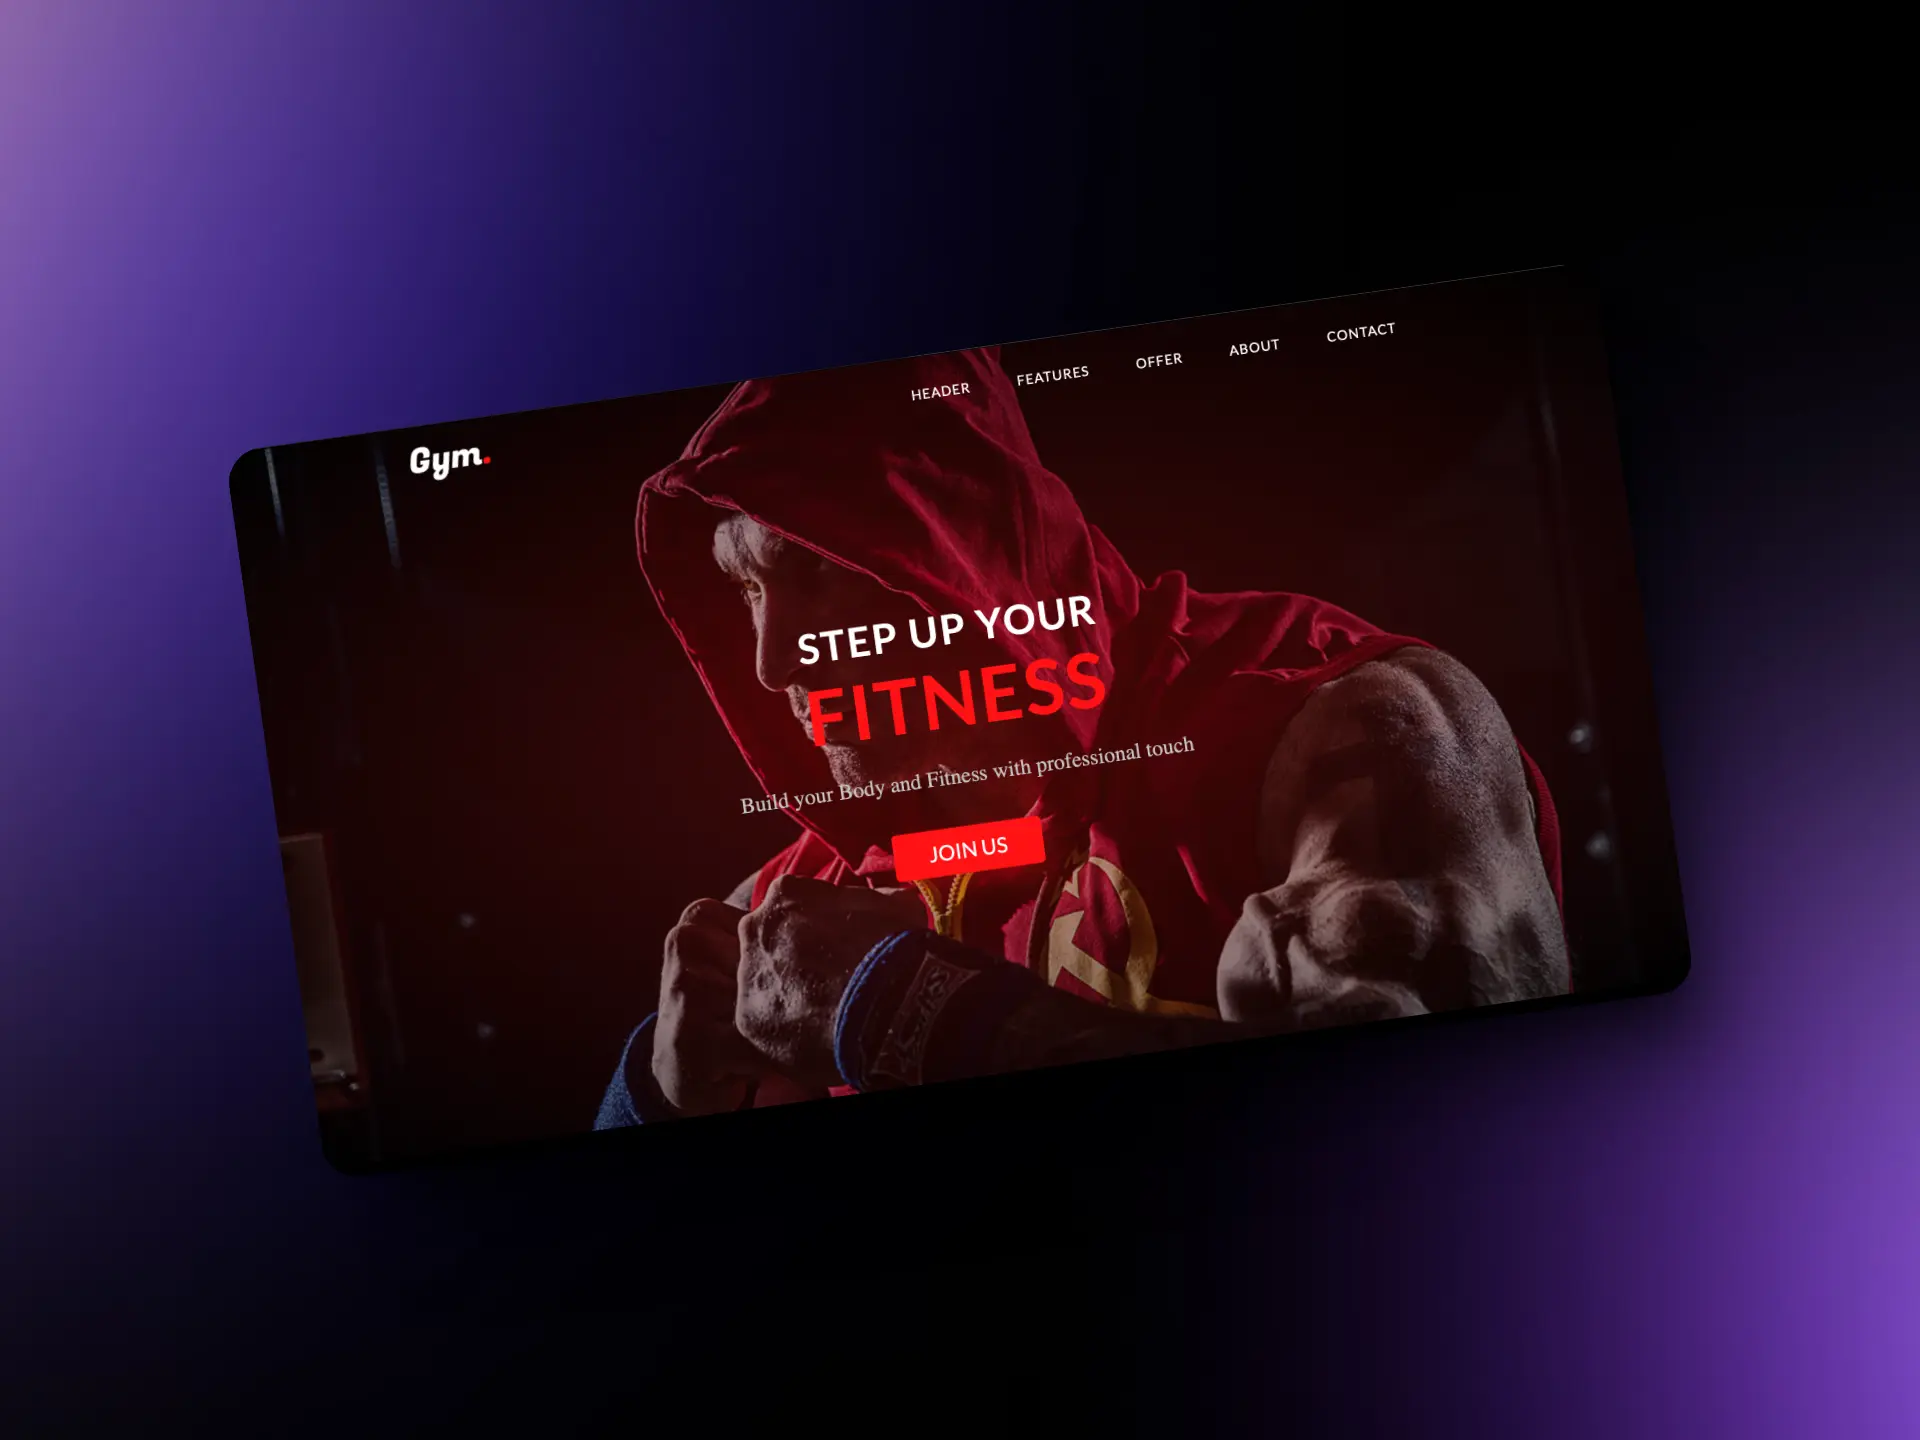 Gym.
HEADER FEATURES OFFER ABOUT CONTACT
STEP UP YOUR
FITNESS
Build your Body and Fitness with professional touch
JOIN US